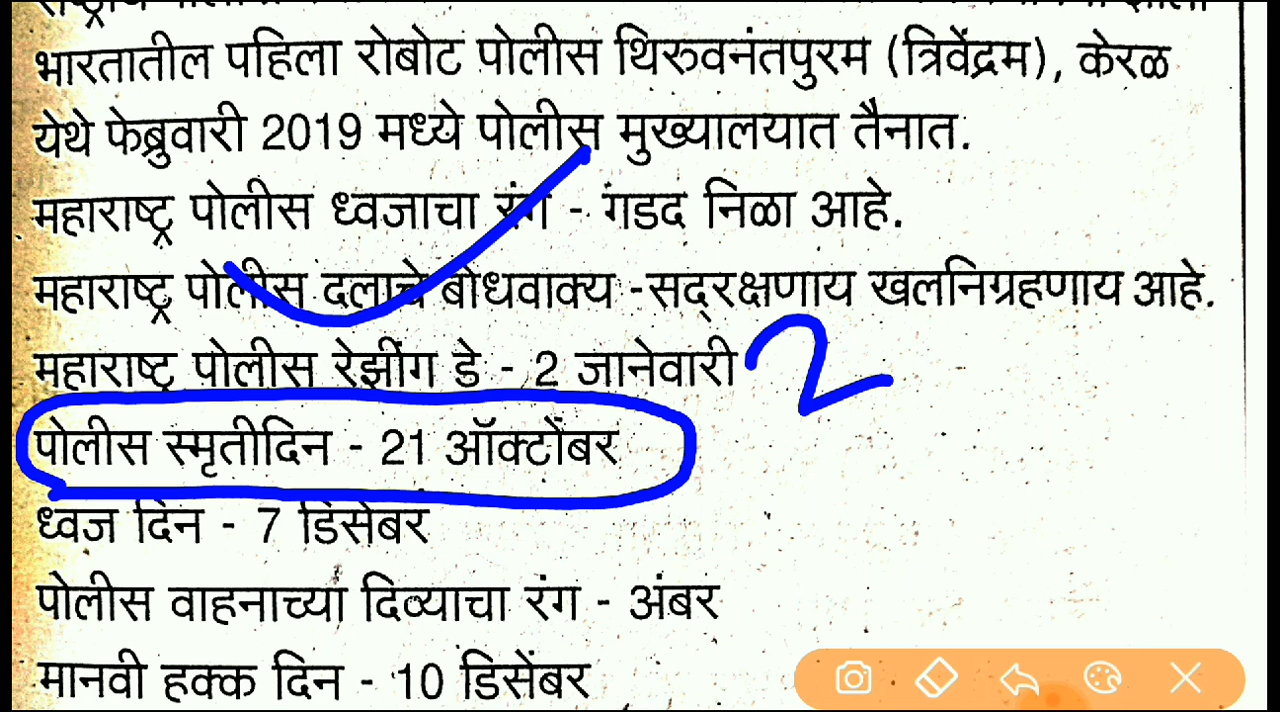 भारतातील पहिला रोबोट पोलीस थिरुवनंतपुरम (त्रिवेंद्रम), केरळ
येथे फेब्रुवारी 2019 मध्ये पोलीस मुख्यालयात तैनात.
महाराष्ट्र पोलीस ध्वजाचा रंग - गडद निळा आहे.
महाराष्ट्र पोलीस दलाचे बोधवाक्य -सद्‌रक्षणाय खलनिग्रहणाय आहे.
महाराष्ट्र पोलीस रेझींग डे - 2 जानेवारी 2
पोलीस स्मृतीदिन - 21 ऑक्टोंबर
ध्वज दिन - 7 डिसेबर
पोलीस वाहनाच्या दिव्याचा रंग - अंबर
मानवी हक्क दिन - 10 डिसेंबर